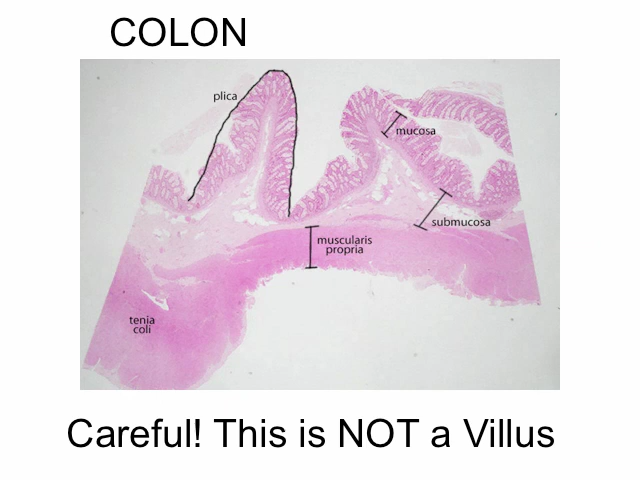 COLON
plica
mucosa
submucosa
muscularis
propria
tenia
coli
Careful! This is NOT a Villus